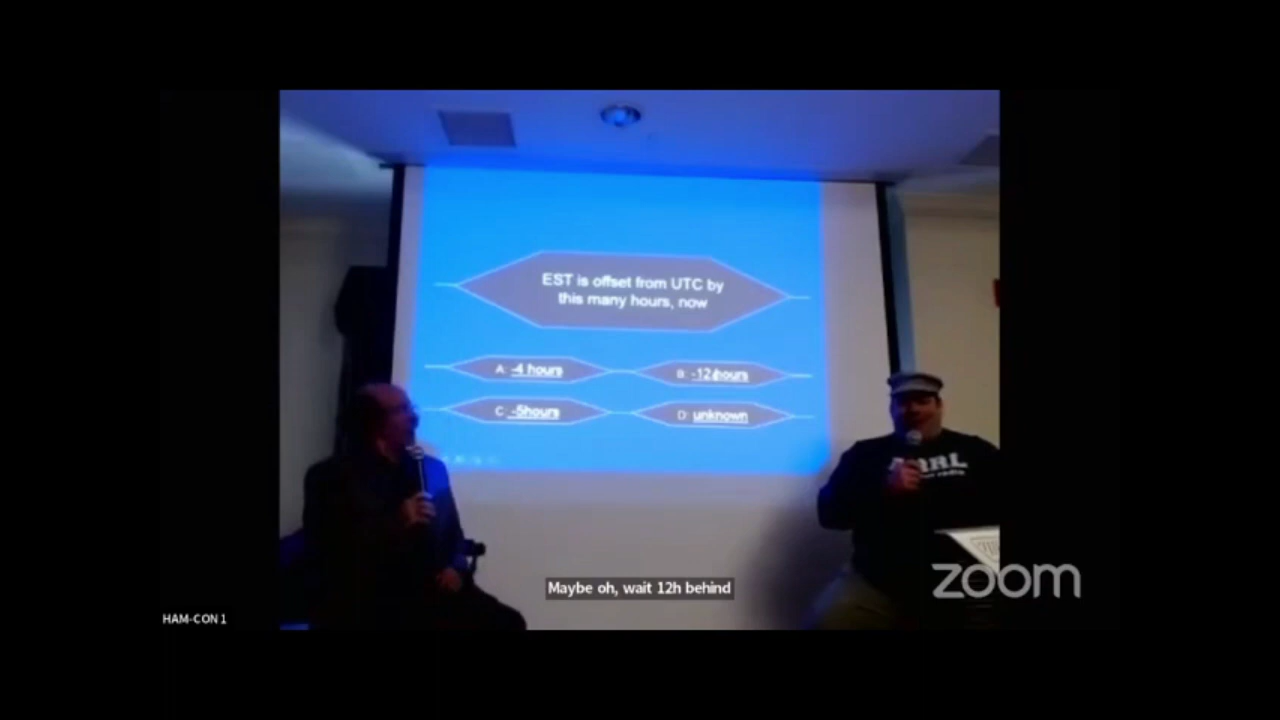 EST is offset from UTC by
this many hours, now
A: -4 hours
B: -12 hours
C: -5hours
D: unknown
ARRL
Maybe oh, wait 12h behind
zoom
HAM-CON 1